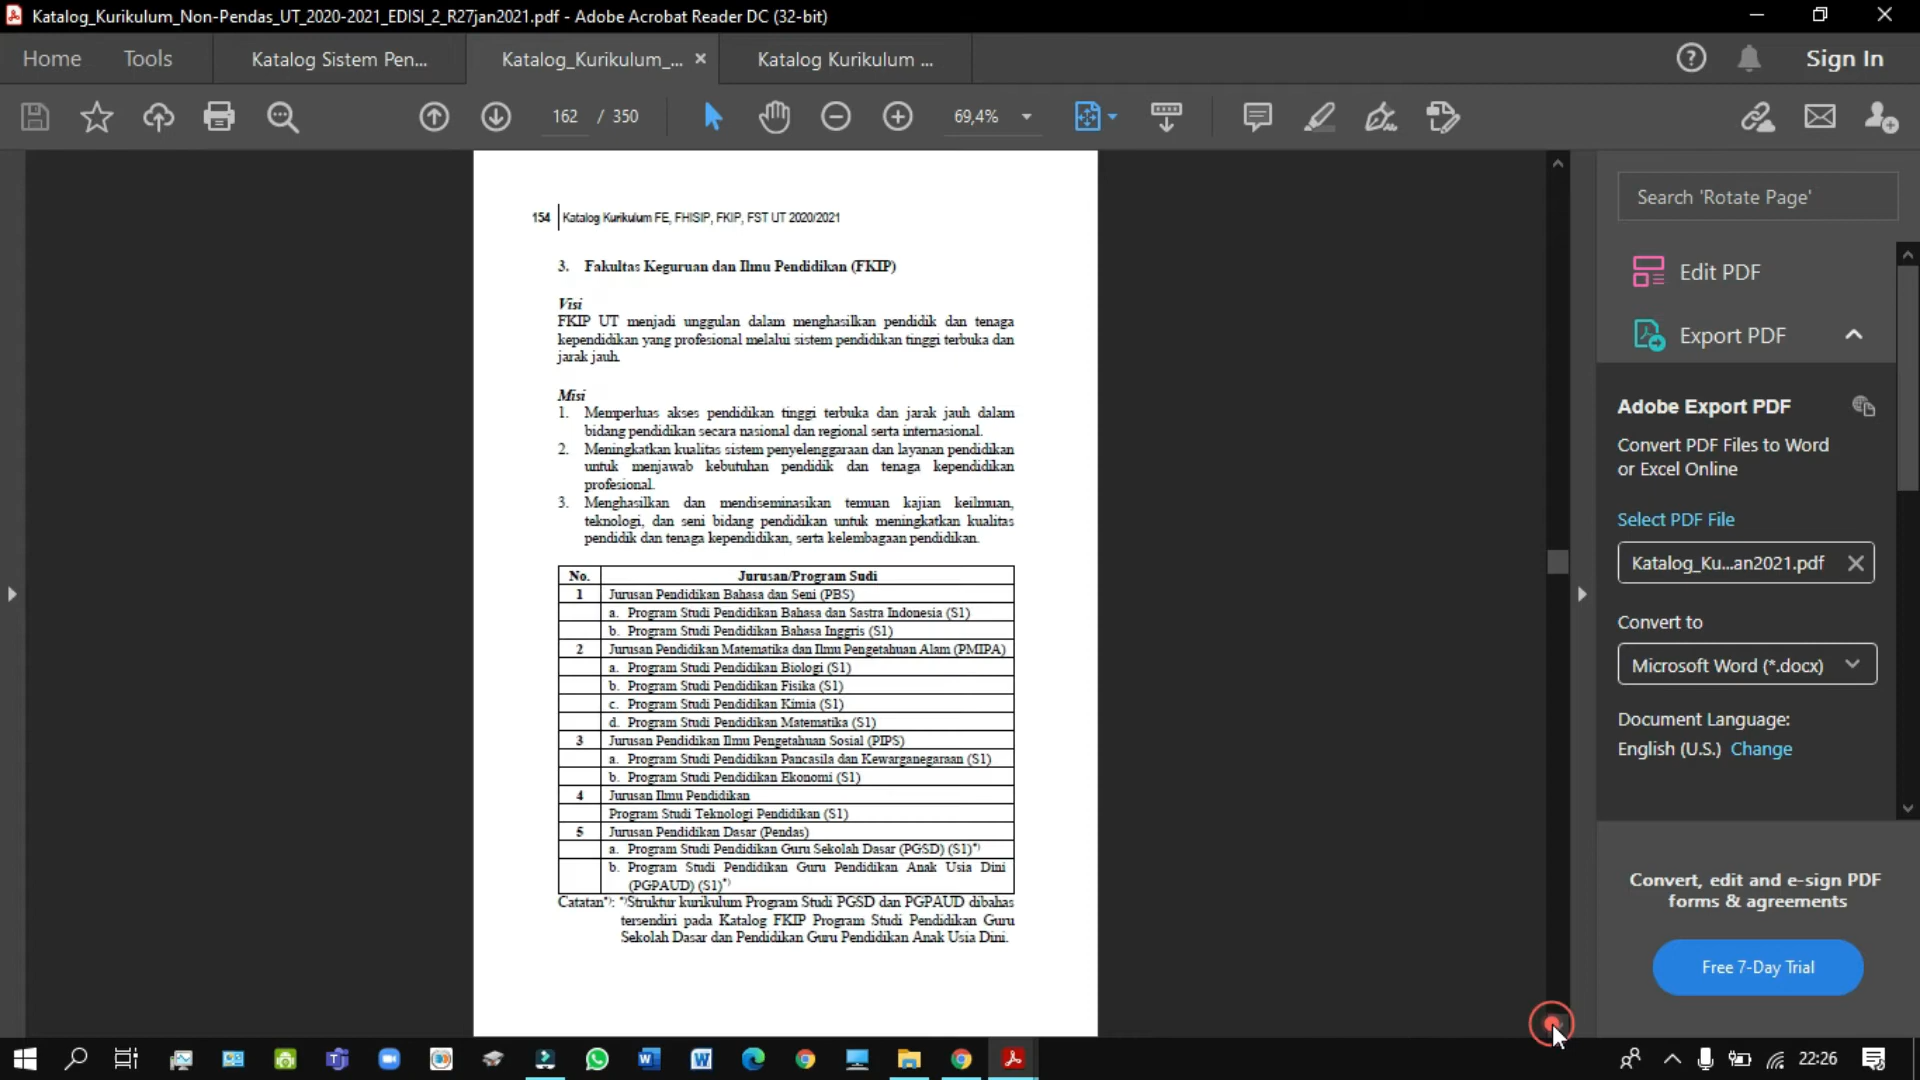 Katalog_Kurikulum_Non-Pendas_UT_2020-2021_EDISI_2_R27jan2021.pdf - Adobe Acrobat Reader DC (32-bit)
Home Tools Katalog Sistem Pen... Katalog_Kurikulum_... × Katalog Kurikulum ... Sign In
162 / 350 69,4%
154 Katalog Kurikulum FE, FHISIP, FKIP, FST UT 2020/2021
3. Fakultas Keguruan dan Ilmu Pendidikan (FKIP)
Visi
FKIP UT menjadi unggulan dalam menghasilkan pendidik dan tenaga
kependidikan yang profesional melalui sistem pendidikan tinggi terbuka dan
jarak jauh.
Misi
1. Memperluas akses pendidikan tinggi terbuka dan jarak jauh dalam
bidang pendidikan secara nasional dan regional serta internasional.
2. Meningkatkan kualitas sistem penyelenggaraan dan layanan pendidikan
untuk menjawab kebutuhan pendidik dan tenaga kependidikan
profesional.
3. Menghasilkan dan mendiseminasikan temuan kajian keilmuan,
teknologi, dan seni bidang pendidikan untuk meningkatkan kualitas
pendidik dan tenaga kependidikan, serta kelembagaan pendidikan.
No. Jurusan/Program Sudi
1 Jurusan Pendidikan Bahasa dan Seni (PBS)
a. Program Studi Pendidikan Bahasa dan Sastra Indonesia (S1)
b. Program Studi Pendidikan Bahasa Inggris (S1)
2 Jurusan Pendidikan Matematika dan Ilmu Pengetahuan Alam (PMIPA)
a. Program Studi Pendidikan Biologi (S1)
b. Program Studi Pendidikan Fisika (S1)
c. Program Studi Pendidikan Kimia (S1)
d. Program Studi Pendidikan Matematika (S1)
3 Jurusan Pendidikan Ilmu Pengetahuan Sosial (PIPS)
a. Program Studi Pendidikan Pancasila dan Kewarganegaraan (S1)
b. Program Studi Pendidikan Ekonomi (S1)
4 Jurusan Ilmu Pendidikan
Program Studi Teknologi Pendidikan (S1)
5 Jurusan Pendidikan Dasar (Pendas)
a. Program Studi Pendidikan Guru Sekolah Dasar (PGSD) (S1)*)
b. Program Studi Pendidikan Guru Pendidikan Anak Usia Dini
(PGPAUD) (S1)*)
Catatan*): *)Struktur kurikulum Program Studi PGSD dan PGPAUD dibahas
tersendiri pada Katalog FKIP Program Studi Pendidikan Guru
Sekolah Dasar dan Pendidikan Guru Pendidikan Anak Usia Dini.
Search 'Rotate Page'
Edit PDF
Export PDF
Adobe Export PDF
Convert PDF Files to Word
or Excel Online
Select PDF File
Katalog_Ku...an2021.pdf
Convert to
Microsoft Word (*.docx)
Document Language:
English (U.S.) Change
Convert, edit and e-sign PDF
forms & agreements
Free 7-Day Trial
22:26